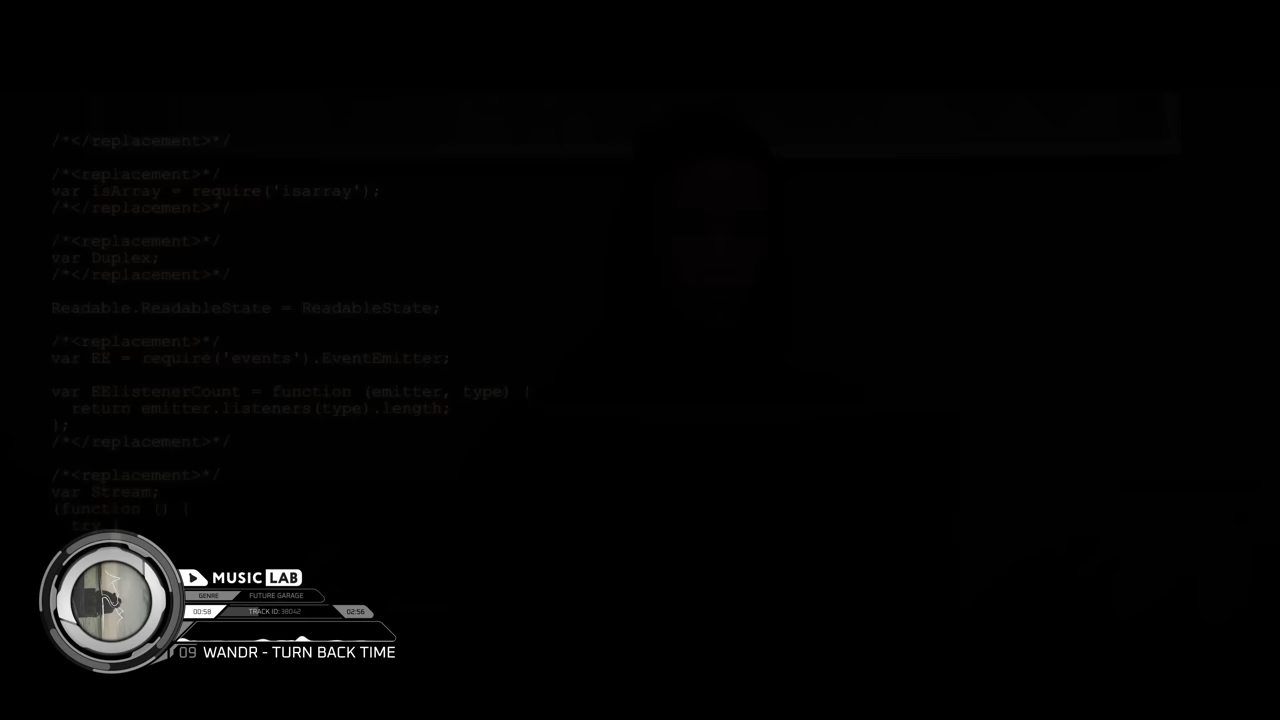 /*</replacement>*/
/*<replacement>*/
var isArray = require('isarray');
/*</replacement>*/
/*<replacement>*/
var Duplex;
/*</replacement>*/
Readable.ReadableState = ReadableState;
/*<replacement>*/
var EE = require('events').EventEmitter;
var EElistenerCount = function (emitter, type) {
return emitter.listeners(type).length;
};
/*</replacement>*/
/*<replacement>*/
var Stream;
(function () {
try {
MUSIC LAB
GENRE FUTURE GARAGE
00:58 TRACK ID: 38042 02:56
09 WANDR - TURN BACK TIME